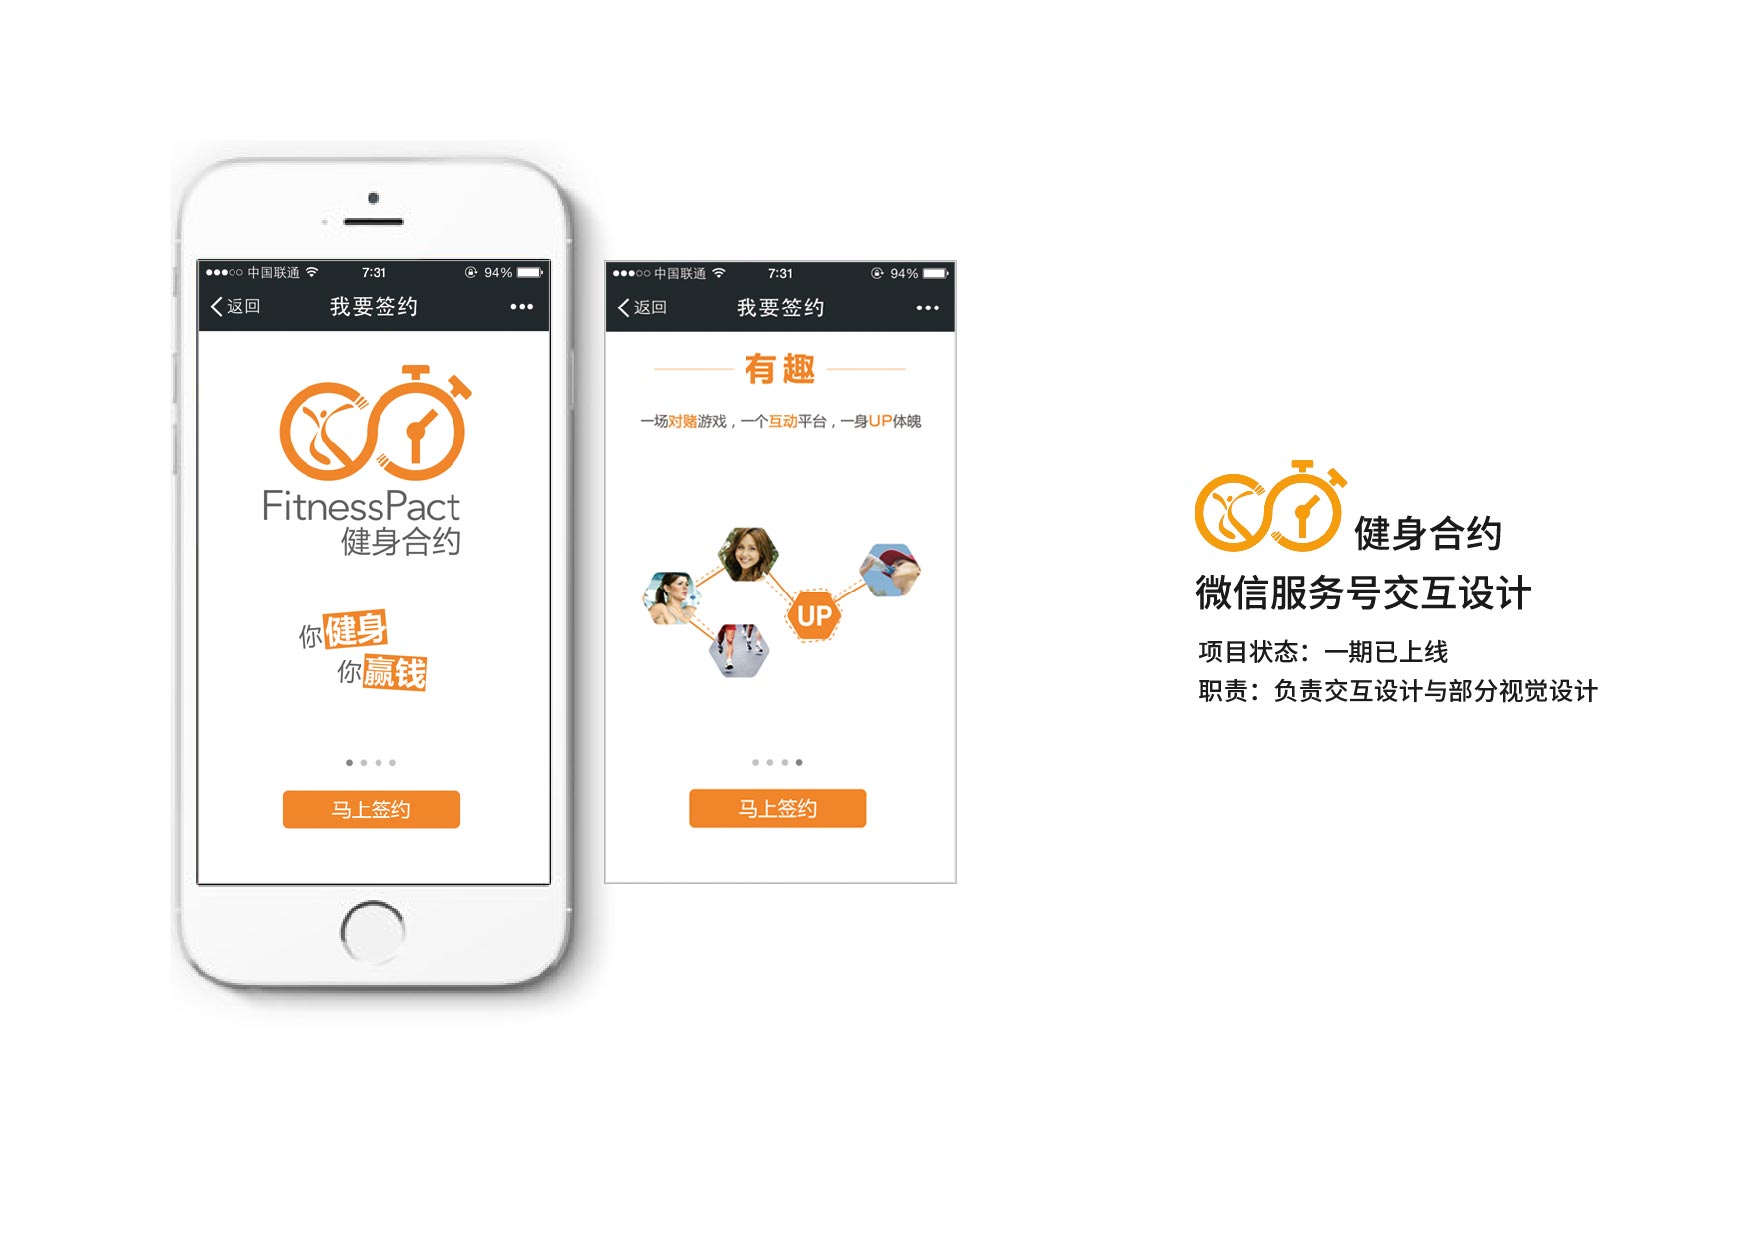 中国联通 7:31 94%
返回 我要签约
FitnessPact
健身合约
你健身
你赢钱
马上签约
中国联通 7:31 94%
返回 我要签约
有趣
一场对赌游戏，一个互动平台，一身UP体魄
UP
马上签约
健身合约
微信服务号交互设计
项目状态：一期已上线
职责：负责交互设计与部分视觉设计